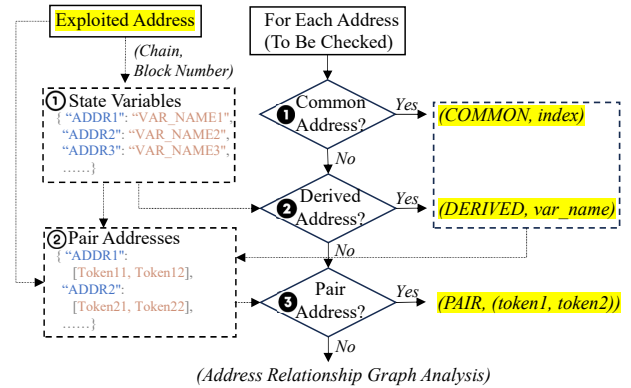 Exploited Address
(Chain,
Block Number)
① State Variables
{ “ADDR1": “VAR_NAME1",
“ADDR2": “VAR_NAME2",
“ADDR3": “VAR_NAME3",
……}
② Pair Addresses
{ “ADDR1":
[Token11, Token12],
“ADDR2":
[Token21, Token22],
……}
For Each Address
(To Be Checked)
❶ Common
Address?
Yes
(COMMON, index)
No
❷ Derived
Address?
Yes
(DERIVED, var_name)
No
❸ Pair
Address?
Yes
(PAIR, (token1, token2))
No
(Address Relationship Graph Analysis)